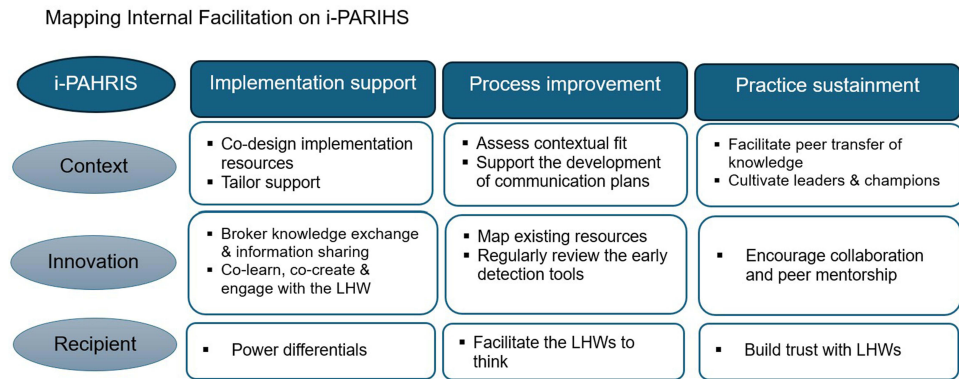 Mapping Internal Facilitation on i-PARIHS
i-PAHRIS
Implementation support
Process improvement
Practice sustainment
Context
▪ Co-design implementation
resources
▪ Tailor support
▪ Assess contextual fit
▪ Support the development
of communication plans
▪ Facilitate peer transfer of
knowledge
▪ Cultivate leaders & champions
Innovation
▪ Broker knowledge exchange
& information sharing
▪ Co-learn, co-create &
engage with the LHW
▪ Map existing resources
▪ Regularly review the early
detection tools
▪ Encourage collaboration
and peer mentorship
Recipient
▪ Power differentials
▪ Facilitate the LHWs to
think
▪ Build trust with LHWs